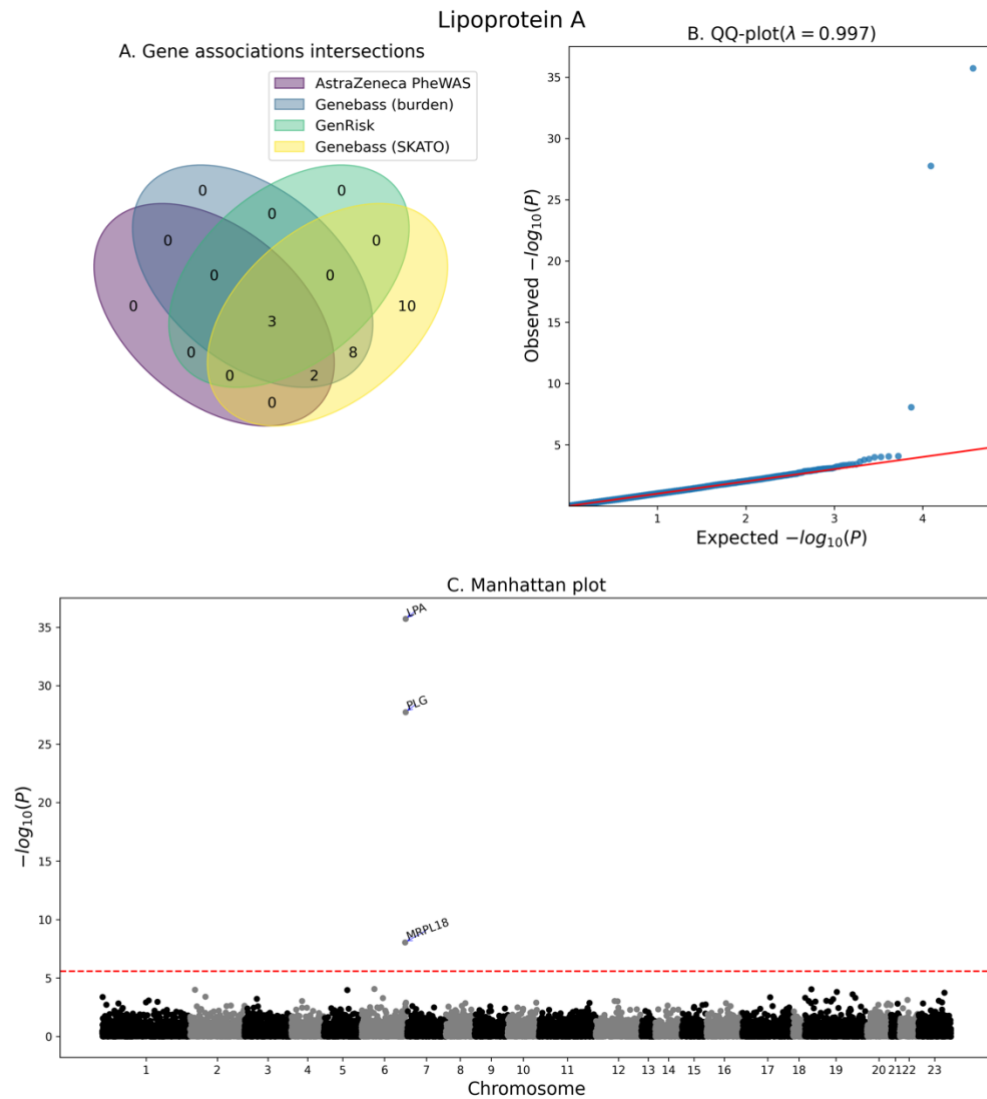 Lipoprotein A
A. Gene associations intersections
AstraZeneca PheWAS
Genebass (burden)
GenRisk
Genebass (SKATO)
0
0
0
0
0
0
0
0
10
3
0
8
0
2
0
B. QQ-plot(λ = 0.997)
35
30
25
20
15
10
5
Observed −log10(P)
1
2
3
4
Expected −log10(P)
C. Manhattan plot
LPA
PLG
MRPL18
35
30
25
20
15
10
5
0
−log10(P)
1 2 3 4 5 6 7 8 9 10 11 12 13 14 15 16 17 18 19 20 2122 23
Chromosome